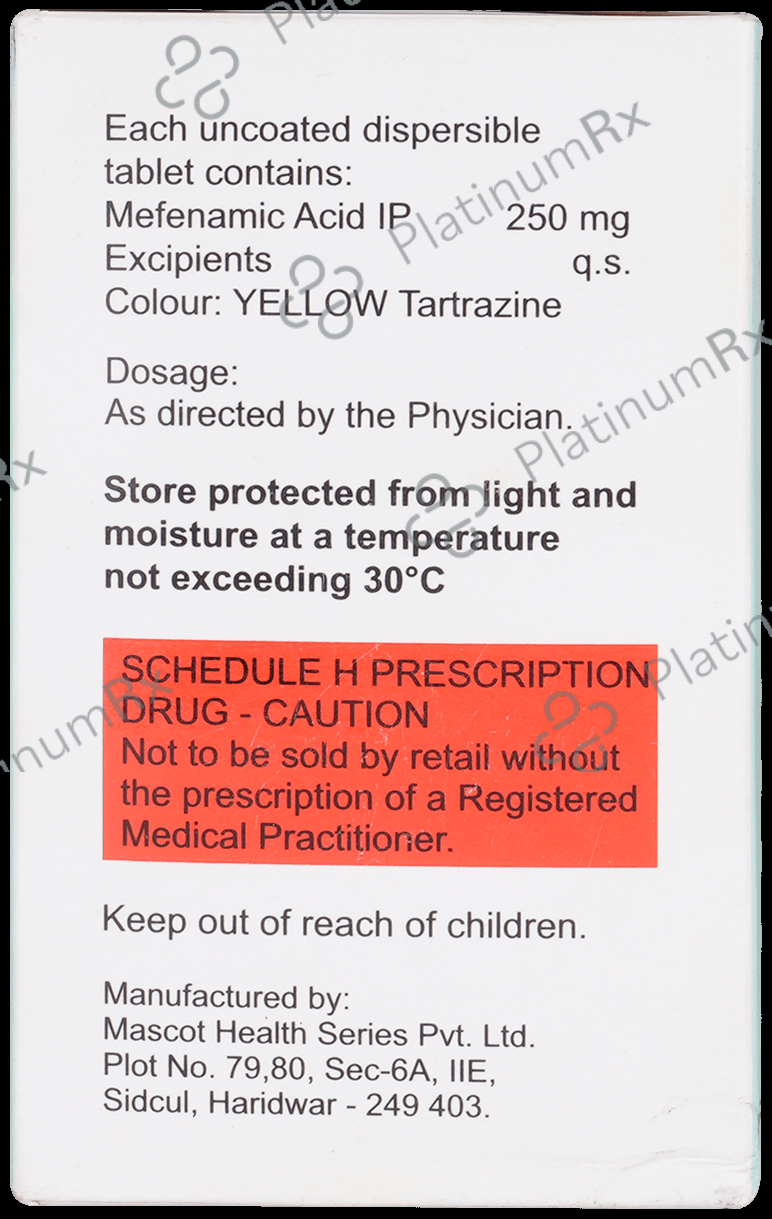 PlatinumRx
Each uncoated dispersible
tablet contains:
Mefenamic Acid IP 250 mg
Excipients q.s.
Colour: YELLOW Tartrazine
Dosage:
As directed by the Physician.
Store protected from light and
moisture at a temperature
not exceeding 30°C
SCHEDULE H PRESCRIPTION
DRUG - CAUTION
Not to be sold by retail without
the prescription of a Registered
Medical Practitioner.
Keep out of reach of children.
Manufactured by:
Mascot Health Series Pvt. Ltd.
Plot No. 79,80, Sec-6A, IIE,
Sidcul, Haridwar - 249 403.